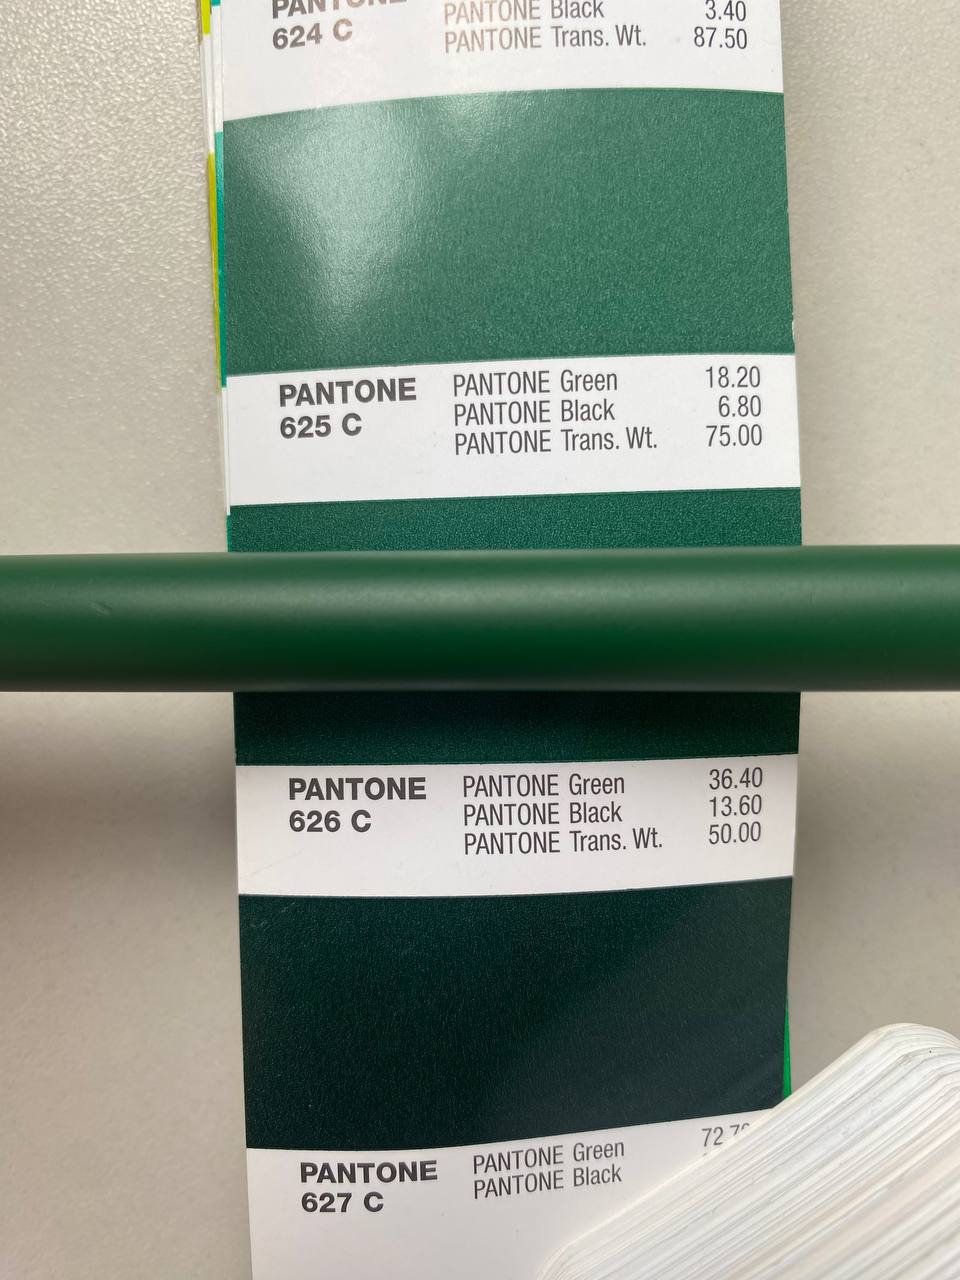 PANTONE
624 C
PANTONE Black 3.40
PANTONE Trans. Wt. 87.50
PANTONE
625 C
PANTONE Green 18.20
PANTONE Black 6.80
PANTONE Trans. Wt. 75.00
PANTONE
626 C
PANTONE Green 36.40
PANTONE Black 13.60
PANTONE Trans. Wt. 50.00
PANTONE
627 C
PANTONE Green
PANTONE Black